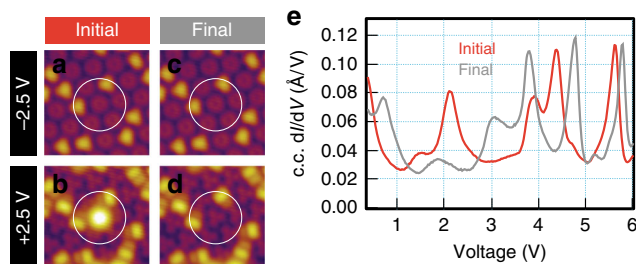 Initial Final
−2.5 V
a c
+2.5 V
b d
e
c.c. dI/dV (Å/V)
0.12
0.10
0.08
0.06
0.04
0.02
0.00
Initial
Final
1 2 3 4 5 6
Voltage (V)